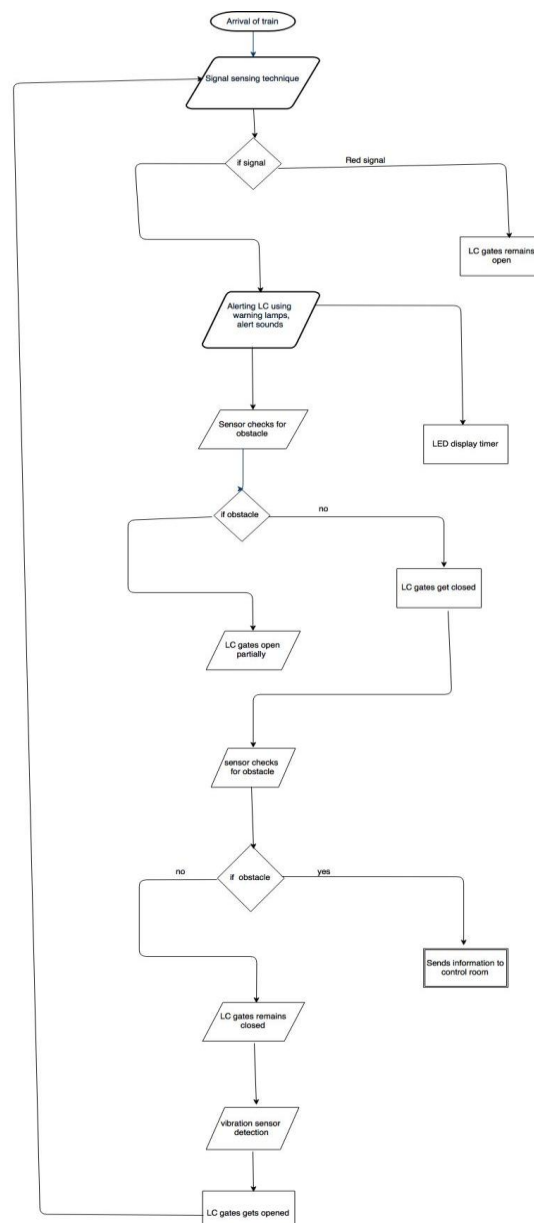 Arrival of train
Signal sensing technique
if signal
Red signal
LC gates remains
open
Alerting LC using
warning lamps,
alert sounds
Sensor checks for
obstacle
LED display timer
if obstacle
no
LC gates get closed
LC gates open
partially
sensor checks
for obstacle
no
if obstacle
yes
Sends information to
control room
LC gates remains
closed
vibration sensor
detection
LC gates gets opened